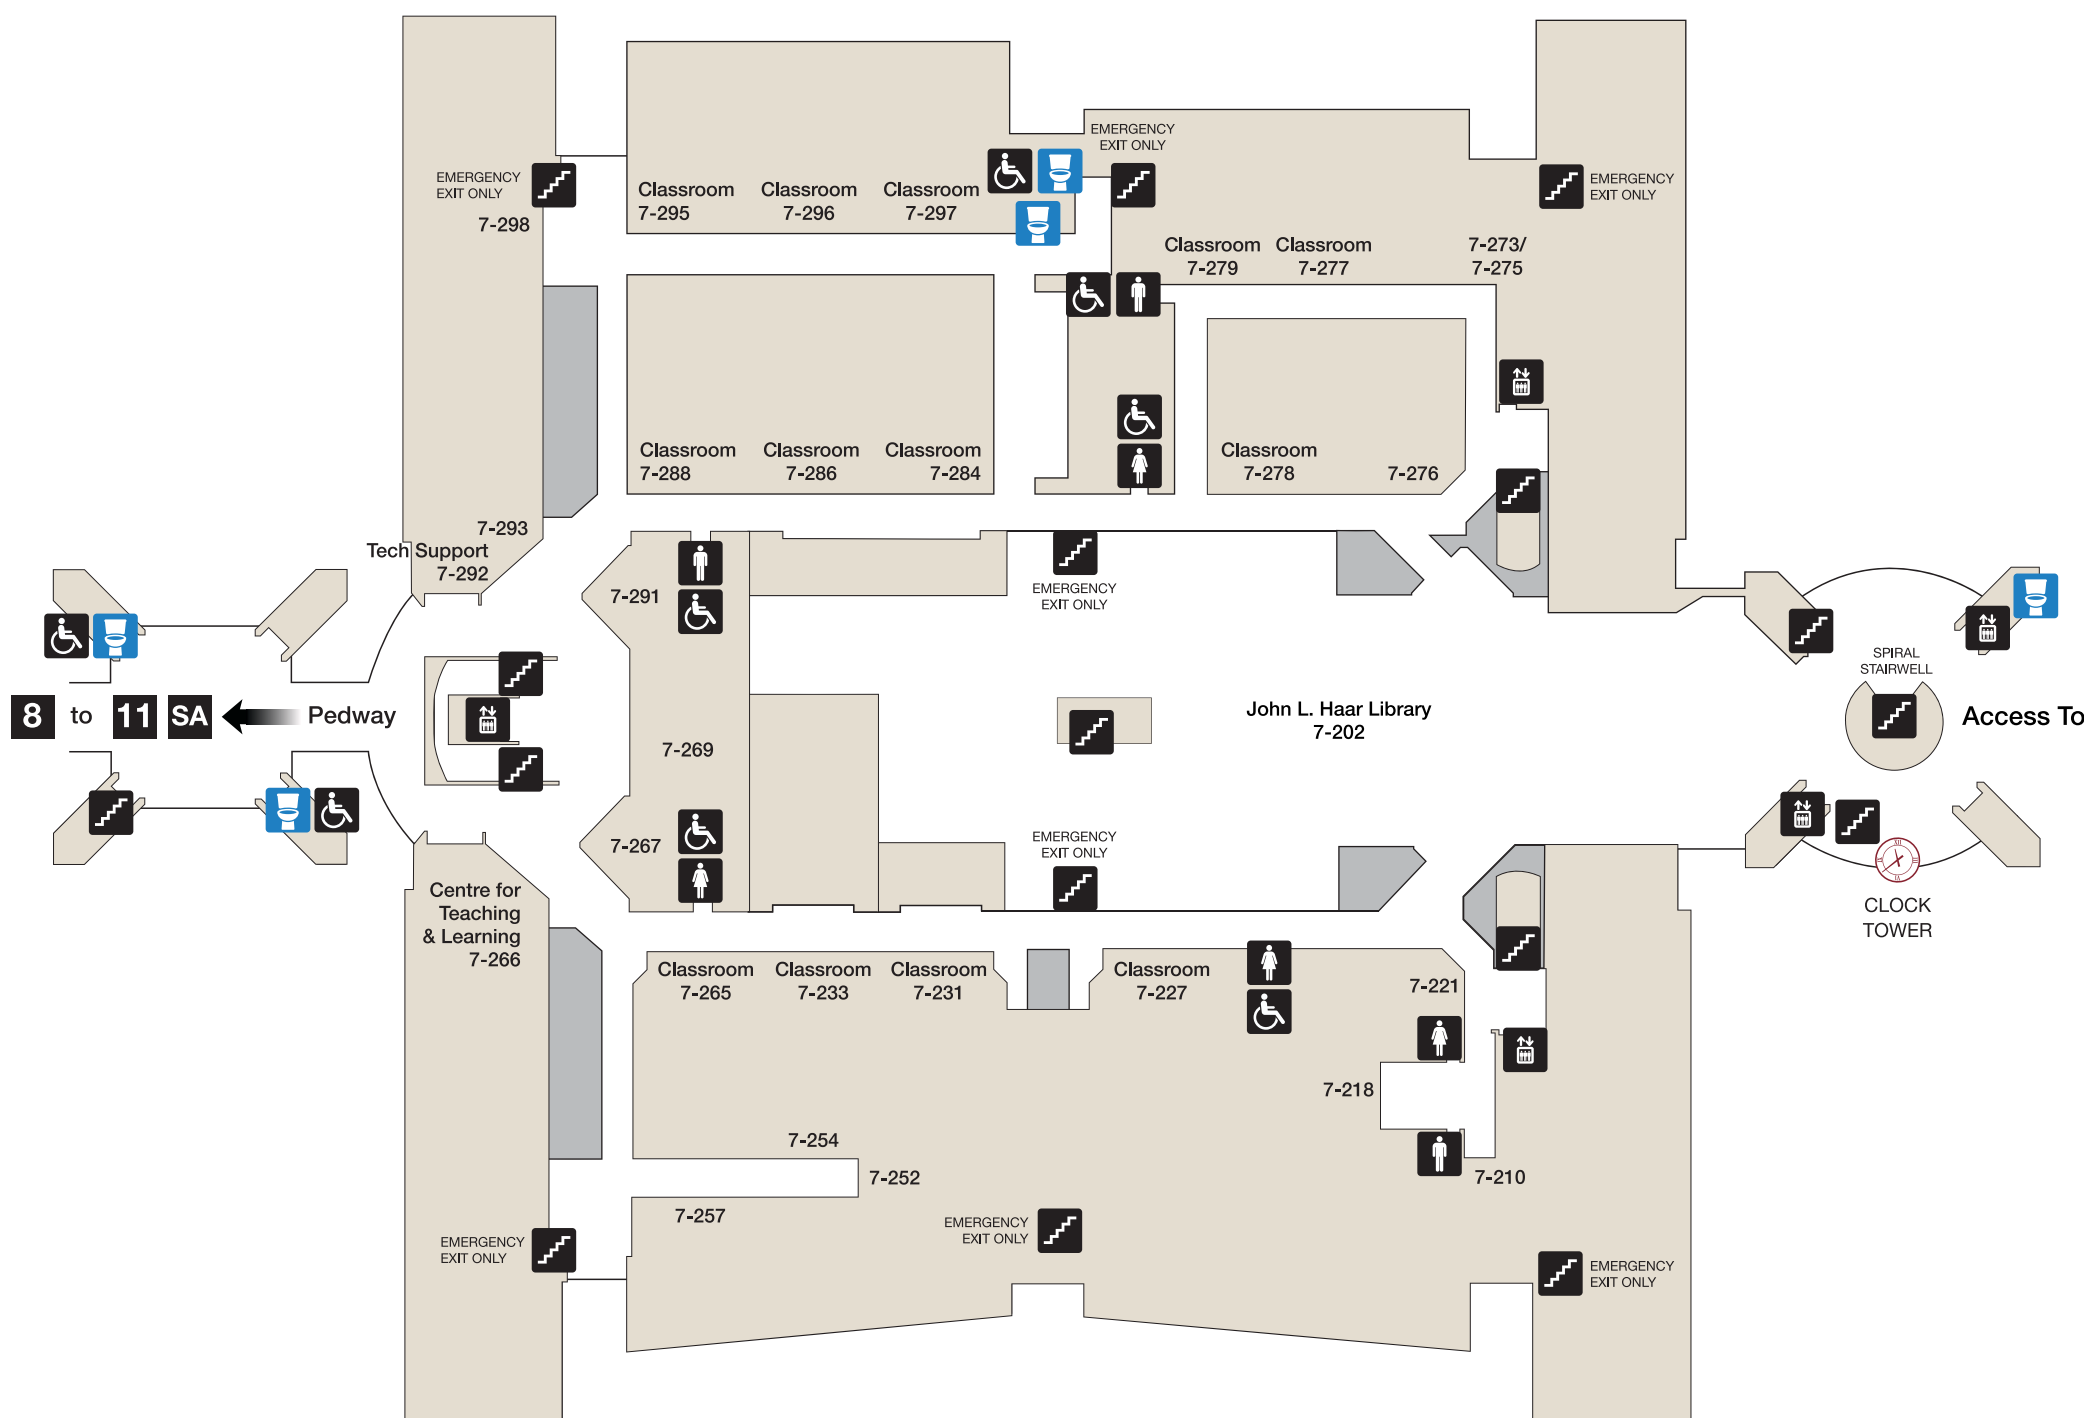 EMERGENCY
EXIT ONLY
EMERGENCY
EXIT ONLY
EMERGENCY
EXIT ONLY
7-298
Classroom
7-295
Classroom
7-296
Classroom
7-297
Classroom
7-279
Classroom
7-277
7-273/
7-275
Classroom
7-288
Classroom
7-286
Classroom
7-284
Classroom
7-278
7-276
7-293
Tech Support
7-292
7-291
EMERGENCY
EXIT ONLY
SPIRAL
STAIRWELL
8 to 11 SA
Pedway
7-269
John L. Haar Library
7-202
Access To
7-267
EMERGENCY
EXIT ONLY
XII
III
VI
IX
CLOCK
TOWER
Centre for
Teaching
& Learning
7-266
Classroom
7-265
Classroom
7-233
Classroom
7-231
Classroom
7-227
7-221
7-218
7-254
7-252
7-210
7-257
EMERGENCY
EXIT ONLY
EMERGENCY
EXIT ONLY
EMERGENCY
EXIT ONLY